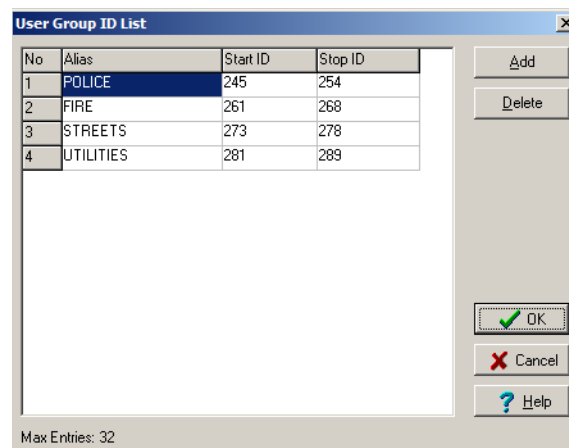 User Group ID List
No Alias Start ID Stop ID
1 POLICE 245 254
2 FIRE 261 268
3 STREETS 273 278
4 UTILITIES 281 289
Add
Delete
OK
Cancel
Help
Max Entries: 32